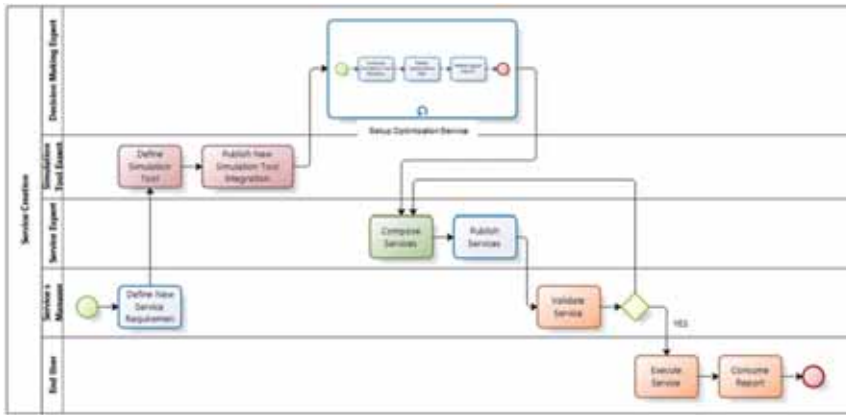 Service Creation
Decision Making Expert
Simulation
Tool Expert
Service Expert
Service s
Manager
End User
Setup Optimization Service
Define
Simulation
Tool
Publish New
Simulation Tool
Integration
Compose
Services
Publish
Services
Define New
Service
Requiremen
Validate
Service
YES
Execute
Service
Consume
Report